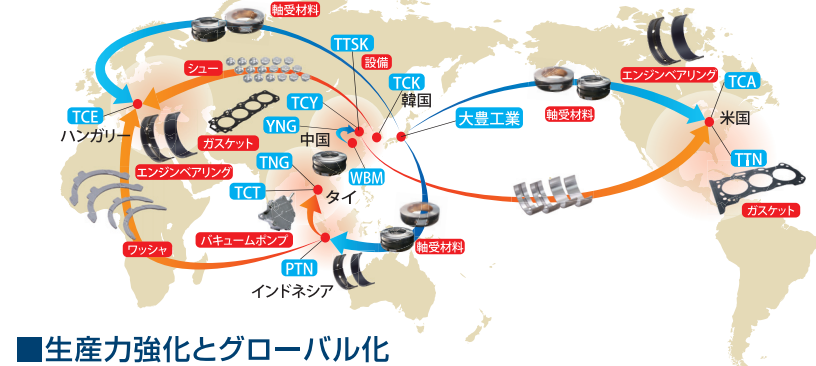 軸受材料
TTSK
設備
シュー
TCK
韓国
エンジンベアリング
TCA
TCE
ハンガリー
TCY
大豊工業
軸受材料
米国
YNG
中国
ガスケット
TNG
WBM
TTN
エンジンベアリング
TCT
タイ
ガスケット
ワッシャ
バキュームポンプ
軸受材料
PTN
インドネシア
■生産力強化とグローバル化